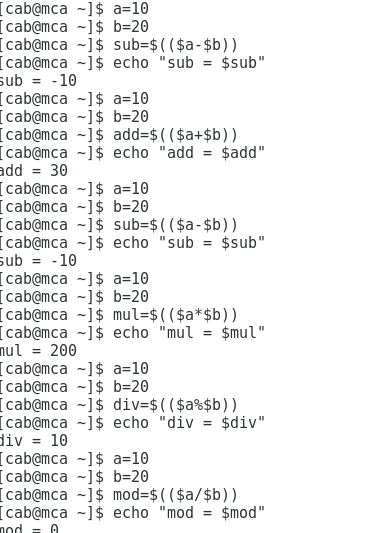 [cab@mca ~]$ a=10
[cab@mca ~]$ b=20
[cab@mca ~]$ sub=$(($a-$b))
[cab@mca ~]$ echo "sub = $sub"
sub = -10
[cab@mca ~]$ a=10
[cab@mca ~]$ b=20
[cab@mca ~]$ add=$(($a+$b))
[cab@mca ~]$ echo "add = $add"
add = 30
[cab@mca ~]$ a=10
[cab@mca ~]$ b=20
[cab@mca ~]$ sub=$(($a-$b))
[cab@mca ~]$ echo "sub = $sub"
sub = -10
[cab@mca ~]$ a=10
[cab@mca ~]$ b=20
[cab@mca ~]$ mul=$(($a*$b))
[cab@mca ~]$ echo "mul = $mul"
mul = 200
[cab@mca ~]$ a=10
[cab@mca ~]$ b=20
[cab@mca ~]$ div=$(($a%$b))
[cab@mca ~]$ echo "div = $div"
div = 10
[cab@mca ~]$ a=10
[cab@mca ~]$ b=20
[cab@mca ~]$ mod=$(($a/$b))
[cab@mca ~]$ echo "mod = $mod"
mod = 0